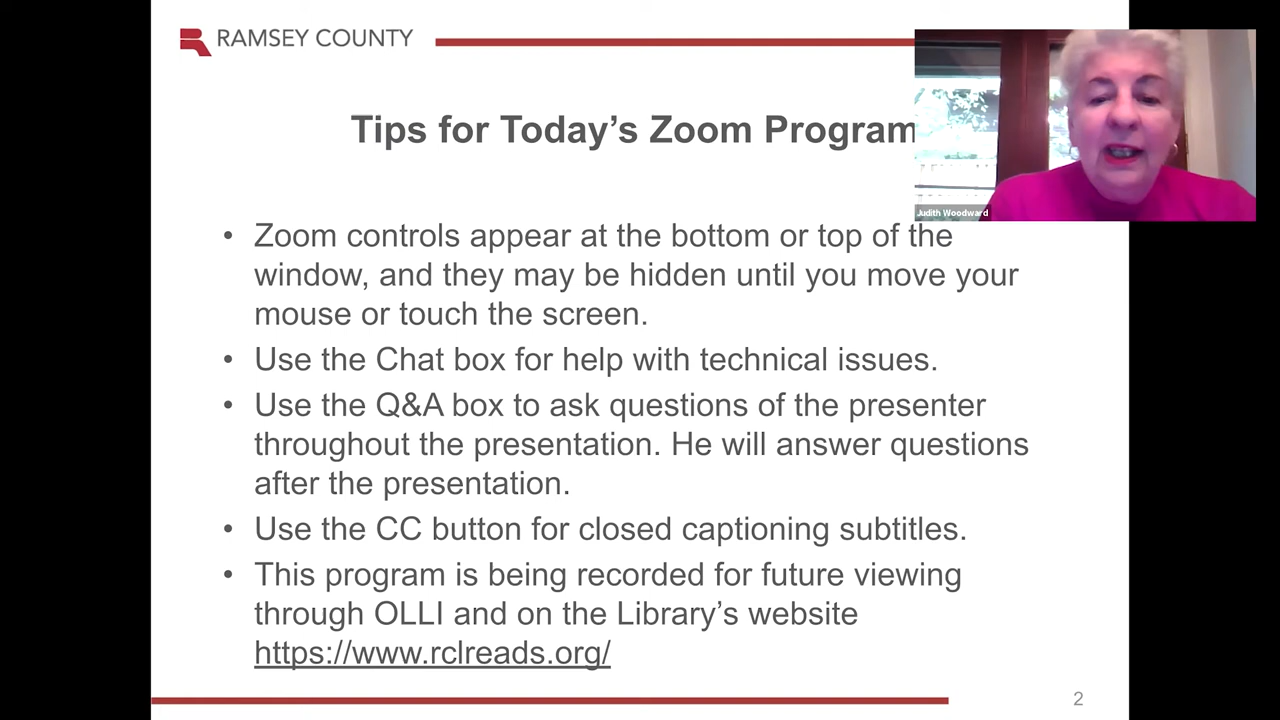 RAMSEY COUNTY
Tips for Today's Zoom Program
Judith Woodward
• Zoom controls appear at the bottom or top of the
window, and they may be hidden until you move your
mouse or touch the screen.
• Use the Chat box for help with technical issues.
• Use the Q&A box to ask questions of the presenter
throughout the presentation. He will answer questions
after the presentation.
• Use the CC button for closed captioning subtitles.
• This program is being recorded for future viewing
through OLLI and on the Library's website
https://www.rclreads.org/
2